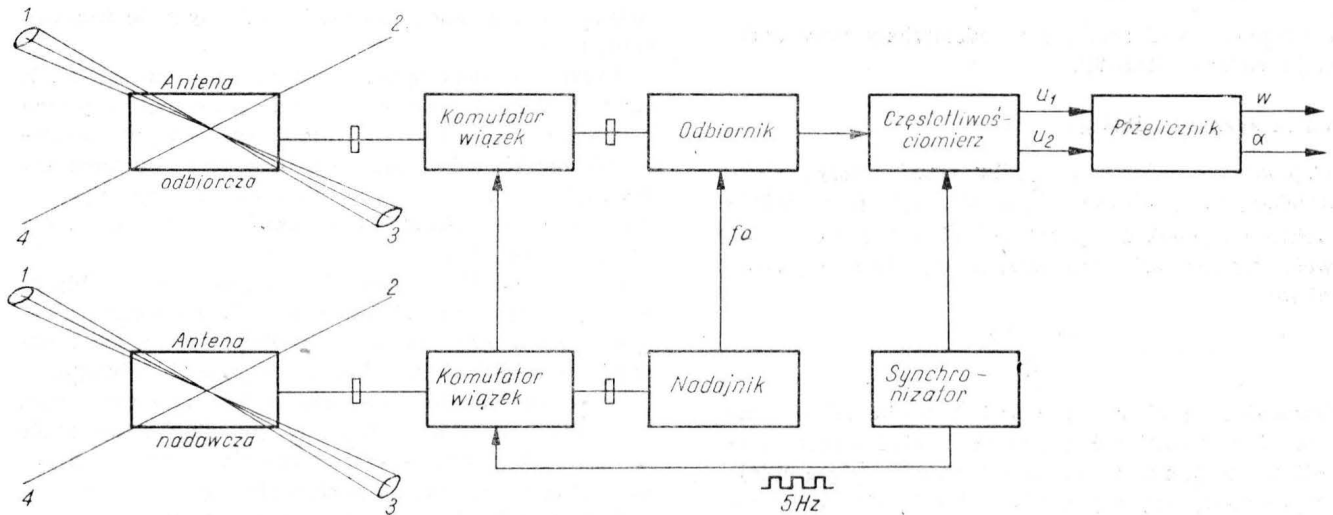 1
2
Antena
odbiorcza
4
3
Komutator
wiązek
Odbiornik
Częstotliwoś-
ciomierz
u1
u2
Przelicznik
w
α
fo
1
2
Antena
nadawcza
4
3
Komutator
wiązek
Nadajnik
Synchro-
nizator
5Hz